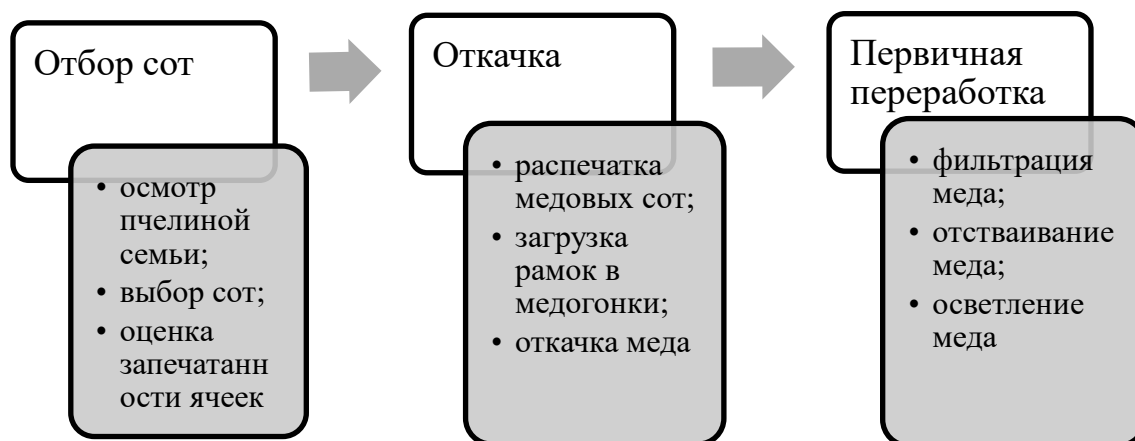 Отбор сот
• осмотр
пчелиной
семьи;
• выбор сот;
• оценка
запечатанн
ости ячеек
Откачка
• распечатка
медовых сот;
• загрузка
рамок в
медогонки;
• откачка меда
Первичная
переработка
• фильтрация
меда;
• отстваивание
меда;
• осветление
меда